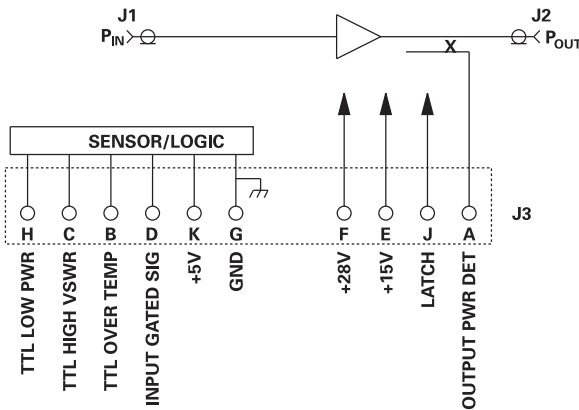 J1
J2
PIN
POUT
X
SENSOR/LOGIC
J3
H
C
B
D
K
G
F
E
J
A
TTL LOW PWR
TTL HIGH VSWR
TTL OVER TEMP
INPUT GATED SIG
+5V
GND
+28V
+15V
LATCH
OUTPUT PWR DET